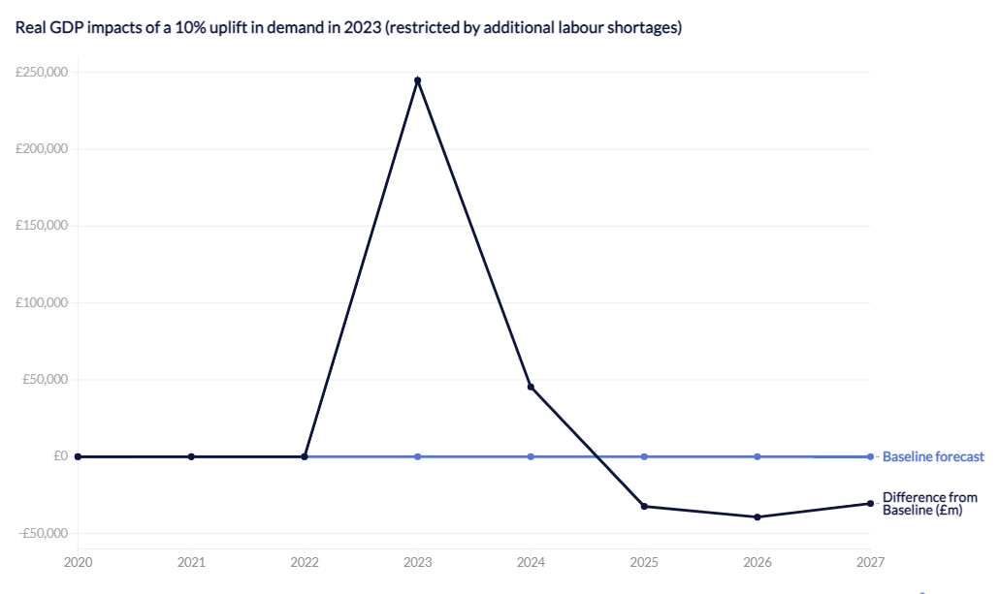 Real GDP impacts of a 10% uplift in demand in 2023 (restricted by additional labour shortages)
£250,000
£200,000
£150,000
£100,000
£50,000
£0
-£50,000
2020 2021 2022 2023 2024 2025 2026 2027
Baseline forecast
Difference from
Baseline (£m)